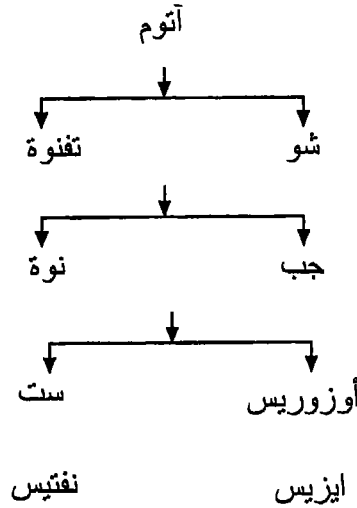 آتوم
شو تفنوة
جب نوة
أوزوريس ست
ايزيس نفتيس